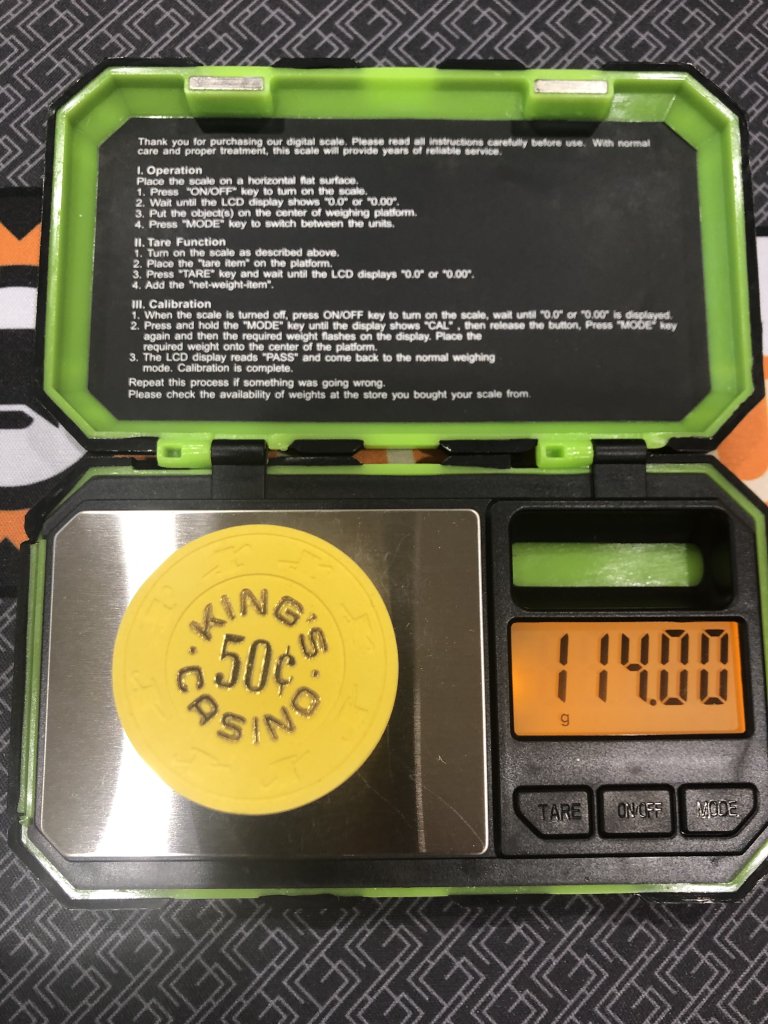 Thank you for purchasing our digital scale. Please read all instructions carefully before use. With normal
care and proper treatment, this scale will provide years of reliable service.
I. Operation
Place the scale on a horizontal flat surface.
1. Press "ON/OFF" key to turn on the scale.
2. Wait until the LCD display shows "0.0" or "0.00".
3. Put the object(s) on the center of weighing platform.
4. Press "MODE" key to switch between the units.
II. Tare Function
1. Turn on the scale as described above.
2. Place the "tare item" on the platform.
3. Press "TARE" key and wait until the LCD displays "0.0" or "0.00".
4. Add the "net-weight-item".
III. Calibration
1. When the scale is turned off, press ON/OFF key to turn on the scale, wait until "0.0" or "0.00" is displayed.
2. Press and hold the "MODE" key until the display shows "CAL" , then release the button, Press "MODE" key
again and then the required weight flashes on the display. Place the
required weight onto the center of the platform.
3. The LCD display reads "PASS" and come back to the normal weighing
mode. Calibration is complete.
Repeat this process if something was going wrong.
Please check the availability of weights at the store you bought your scale from.
KING'S
50¢
CASINO
114.00
g
TARE
ON/OFF
MODE